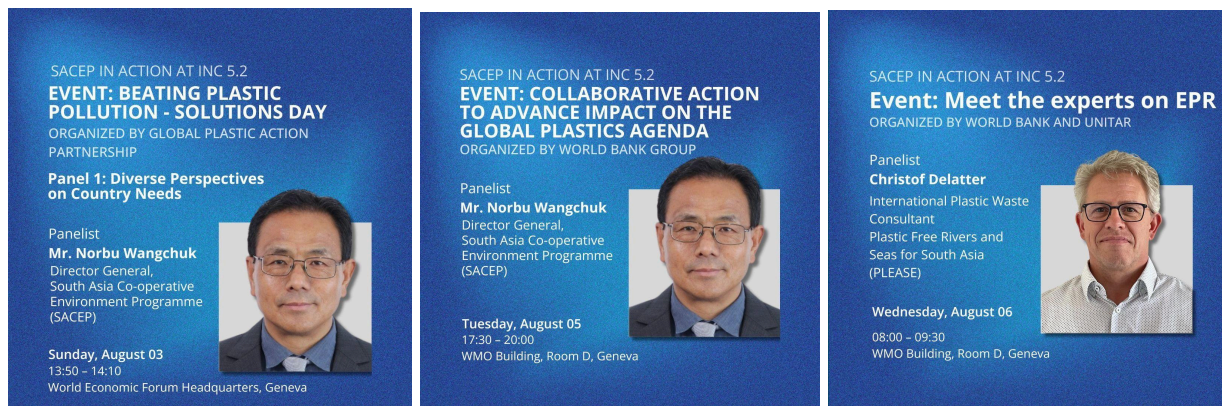 SACEP IN ACTION AT INC 5.2
EVENT: BEATING PLASTIC
POLLUTION - SOLUTIONS DAY
ORGANIZED BY GLOBAL PLASTIC ACTION
PARTNERSHIP
Panel 1: Diverse Perspectives
on Country Needs
Panelist
Mr. Norbu Wangchuk
Director General,
South Asia Co-operative
Environment Programme
(SACEP)
Sunday, August 03
13:50 – 14:10
World Economic Forum Headquarters, Geneva
SACEP IN ACTION AT INC 5.2
EVENT: COLLABORATIVE ACTION
TO ADVANCE IMPACT ON THE
GLOBAL PLASTICS AGENDA
ORGANIZED BY WORLD BANK GROUP
Panelist
Mr. Norbu Wangchuk
Director General,
South Asia Co-operative
Environment Programme
(SACEP)
Tuesday, August 05
17:30 – 20:00
WMO Building, Room D, Geneva
SACEP IN ACTION AT INC 5.2
Event: Meet the experts on EPR
ORGANIZED BY WORLD BANK AND UNITAR
Panelist
Christof Delatter
International Plastic Waste
Consultant
Plastic Free Rivers and
Seas for South Asia
(PLEASE)
Wednesday, August 06
08:00 – 09:30
WMO Building, Room D, Geneva